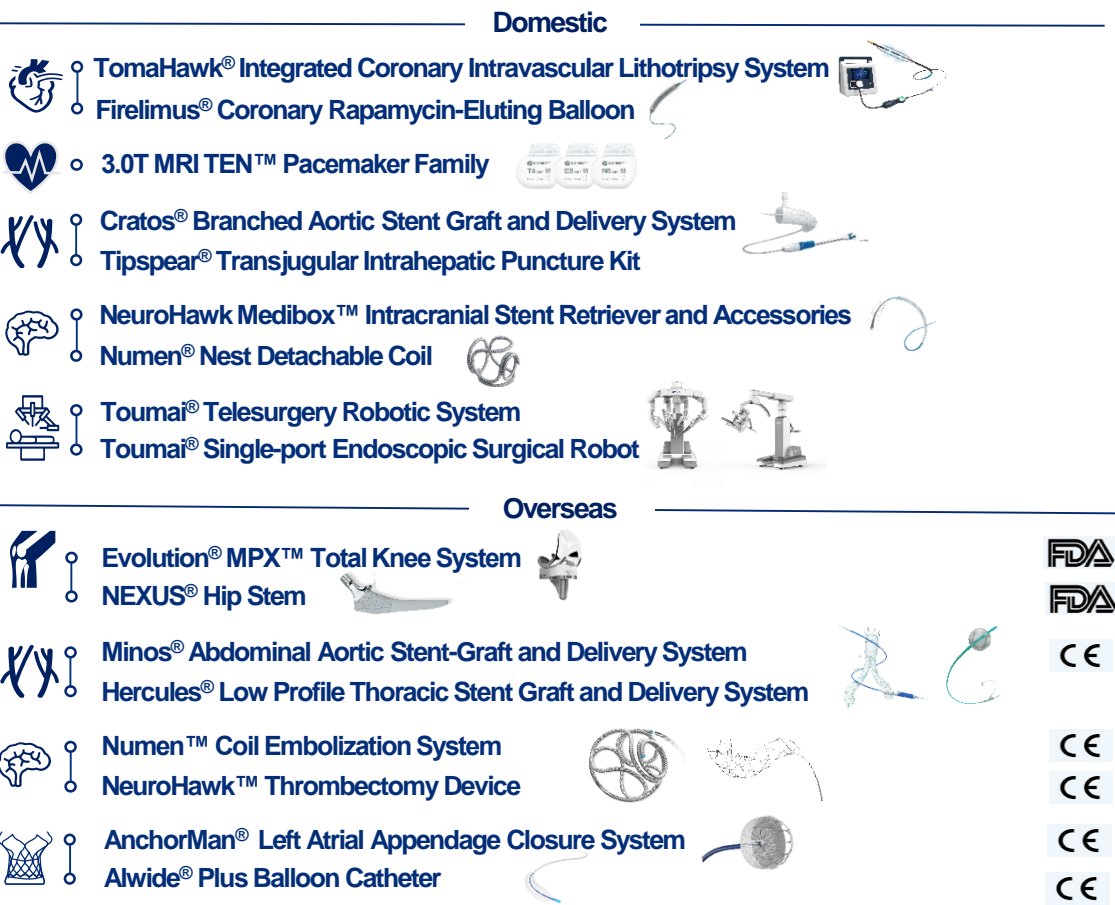 Domestic
TomaHawk® Integrated Coronary Intravascular Lithotripsy System
Firelimus® Coronary Rapamycin-Eluting Balloon
3.0T MRI TEN™ Pacemaker Family
Cratos® Branched Aortic Stent Graft and Delivery System
Tipspear® Transjugular Intrahepatic Puncture Kit
NeuroHawk Medibox™ Intracranial Stent Retriever and Accessories
Numen® Nest Detachable Coil
Toumai® Telesurgery Robotic System
Toumai® Single-port Endoscopic Surgical Robot
Overseas
Evolution® MPX™ Total Knee System FDA
NEXUS® Hip Stem FDA
Minos® Abdominal Aortic Stent-Graft and Delivery System CE
Hercules® Low Profile Thoracic Stent Graft and Delivery System
Numen™ Coil Embolization System CE
NeuroHawk™ Thrombectomy Device CE
AnchorMan® Left Atrial Appendage Closure System CE
Alwide® Plus Balloon Catheter CE